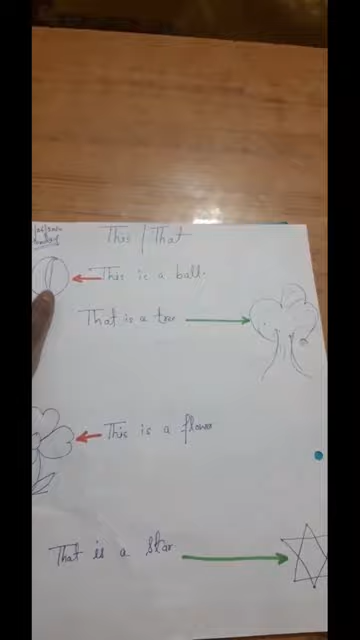 This / That
This is a ball.
That is a tree
This is a flower
That is a star